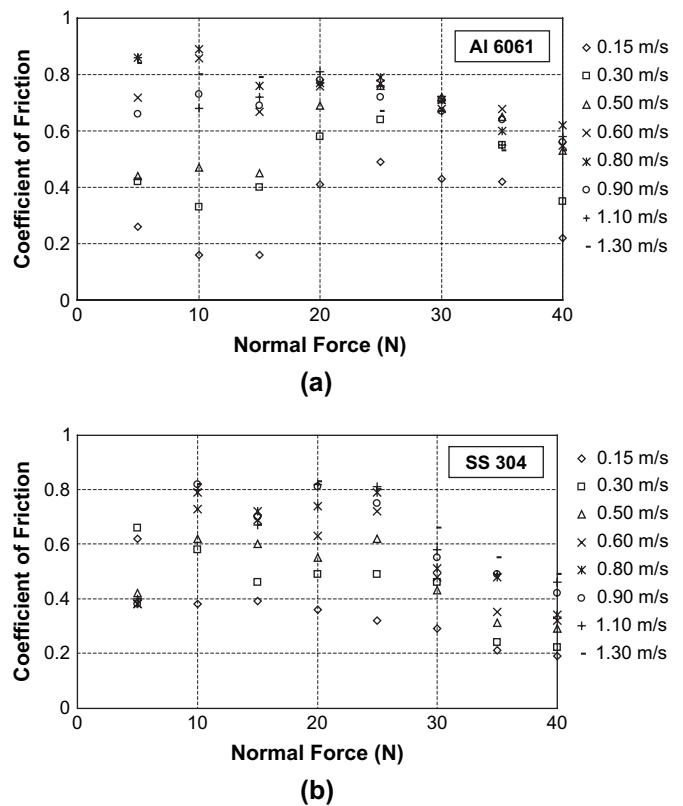 1
0.8
0.6
0.4
0.2
0
Coefficient of Friction
Al 6061
0 10 20 30 40
Normal Force (N)
0.15 m/s
0.30 m/s
0.50 m/s
0.60 m/s
0.80 m/s
0.90 m/s
1.10 m/s
1.30 m/s
(a)
1
0.8
0.6
0.4
0.2
0
Coefficient of Friction
SS 304
0 10 20 30 40
Normal Force (N)
0.15 m/s
0.30 m/s
0.50 m/s
0.60 m/s
0.80 m/s
0.90 m/s
1.10 m/s
1.30 m/s
(b)